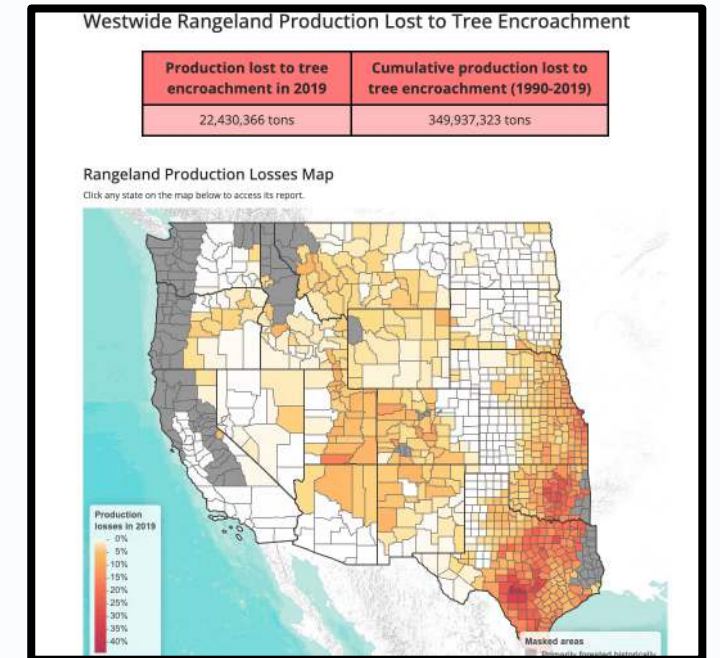 Westwide Rangeland Production Lost to Tree Encroachment
Production lost to tree
encroachment in 2019
Cumulative production lost to
tree encroachment (1990-2019)
22,430,366 tons
349,937,323 tons
Rangeland Production Losses Map
Click any state on the map below to access its report.
Production
losses in 2019
0%
5%
10%
15%
20%
25%
30%
35%
40%
Masked areas
Primarily forested historically